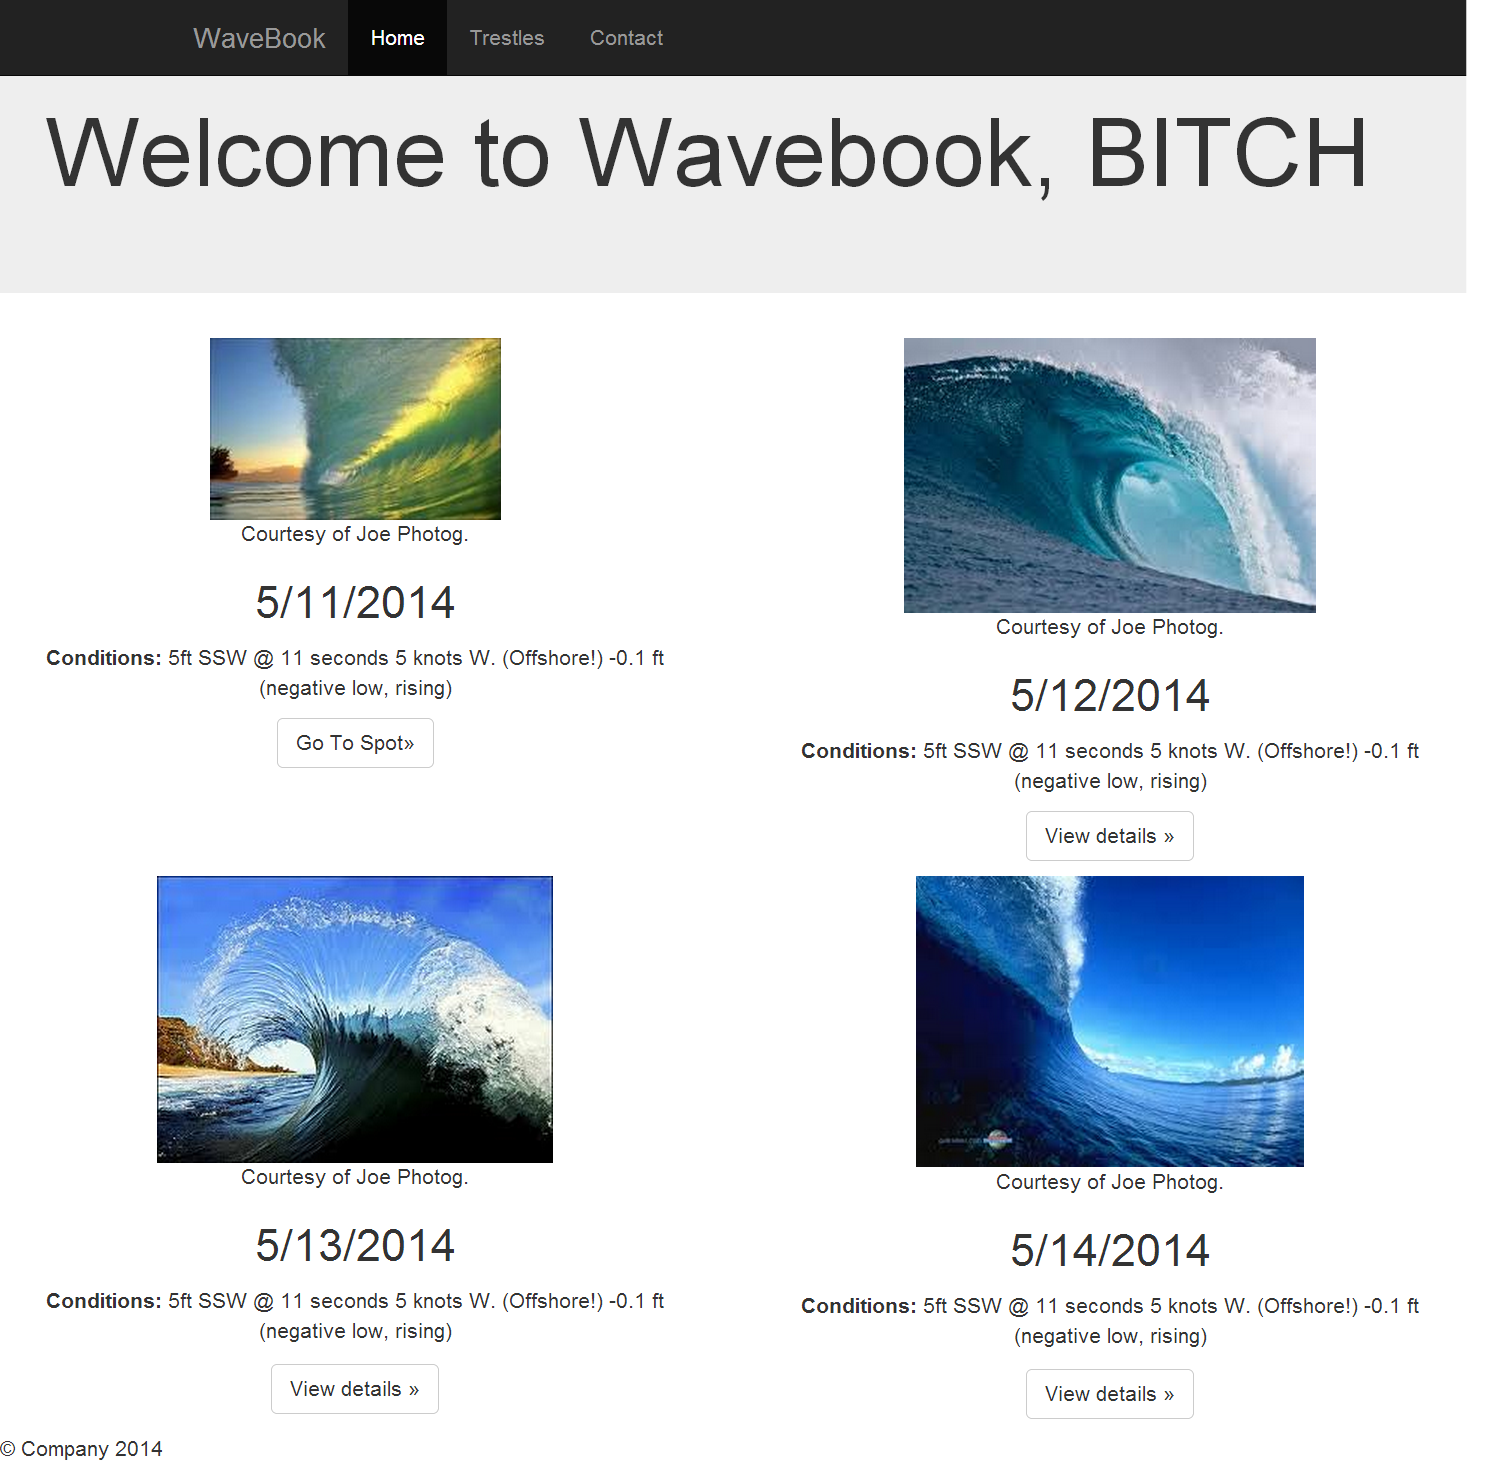 WaveBook Home Trestles Contact
Welcome to Wavebook, BITCH
Courtesy of Joe Photog.
5/11/2014
Conditions: 5ft SSW @ 11 seconds 5 knots W. (Offshore!) -0.1 ft
(negative low, rising)
Go To Spot»
Courtesy of Joe Photog.
5/12/2014
Conditions: 5ft SSW @ 11 seconds 5 knots W. (Offshore!) -0.1 ft
(negative low, rising)
View details »
Courtesy of Joe Photog.
5/13/2014
Conditions: 5ft SSW @ 11 seconds 5 knots W. (Offshore!) -0.1 ft
(negative low, rising)
View details »
Courtesy of Joe Photog.
5/14/2014
Conditions: 5ft SSW @ 11 seconds 5 knots W. (Offshore!) -0.1 ft
(negative low, rising)
View details »
© Company 2014